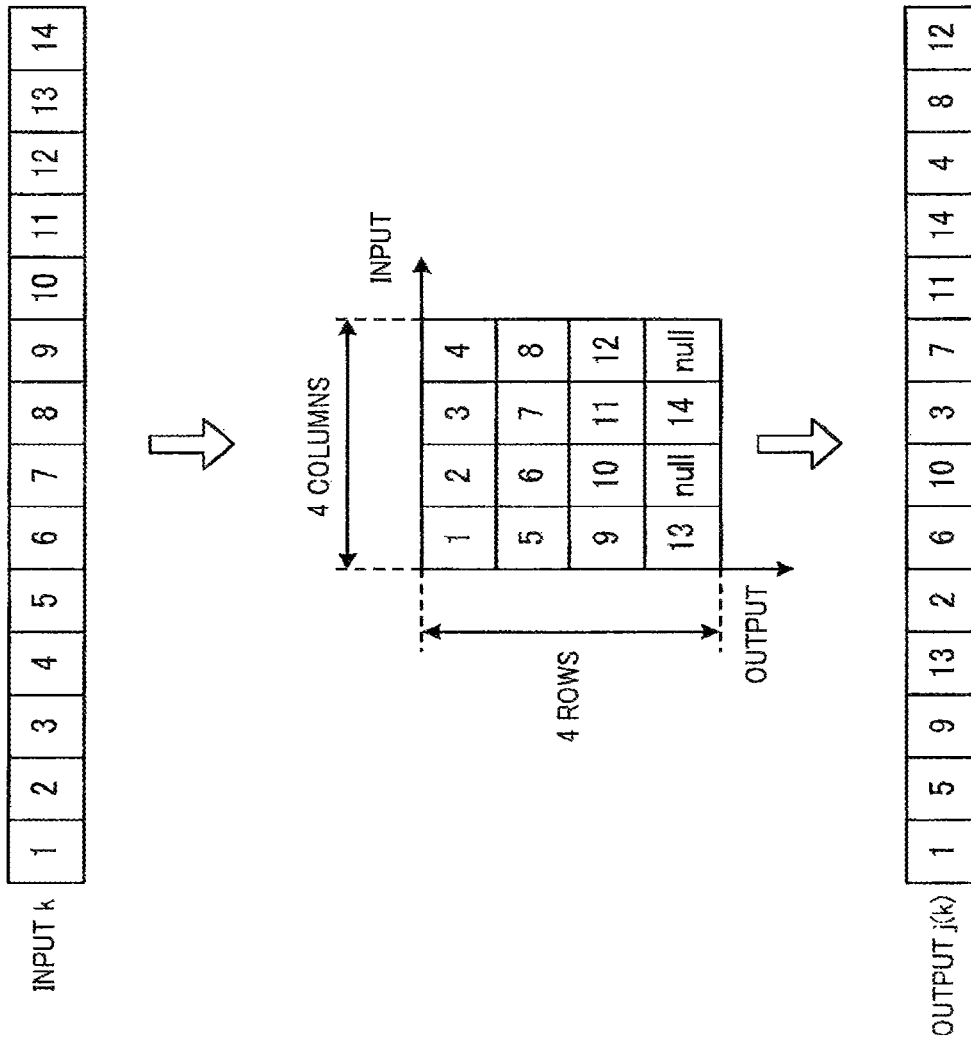 INPUT k 1 2 3 4 5 6 7 8 9 10 11 12 13 14
4 COLUMNS
INPUT
4 ROWS
1 2 3 4
5 6 7 8
9 10 11 12
13 null 14 null
OUTPUT
OUTPUT j(k) 1 5 9 13 2 6 10 3 7 11 14 4 8 12